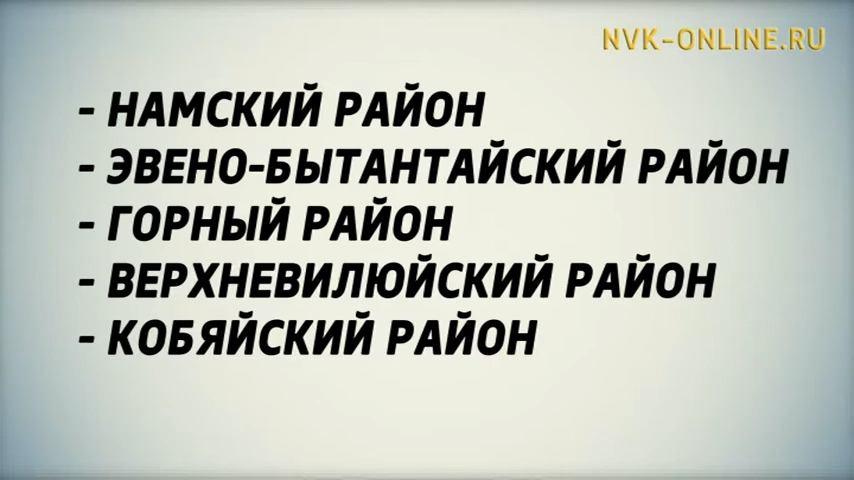 NVK-ONLINE.RU
- НАМСКИЙ РАЙОН
- ЭВЕНО-БЫТАНТАЙСКИЙ РАЙОН
- ГОРНЫЙ РАЙОН
- ВЕРХНЕВИЛЮЙСКИЙ РАЙОН
- КОБЯЙСКИЙ РАЙОН